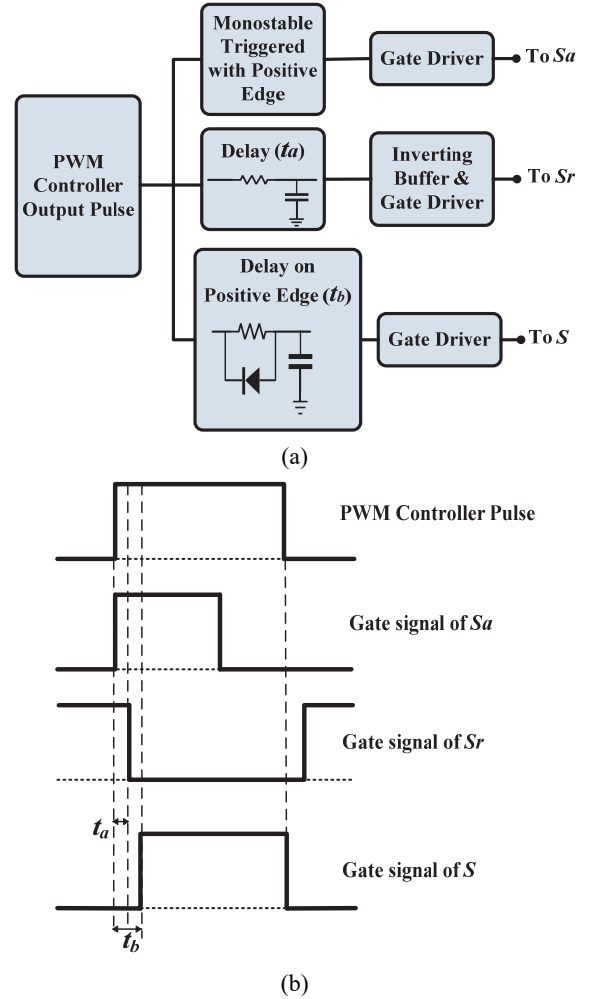 Monostable
Triggered
with Positive
Edge
Gate Driver
To Sa
PWM
Controller
Output Pulse
Delay (ta)
Inverting
Buffer &
Gate Driver
To Sr
Delay on
Positive Edge (tb)
Gate Driver
To S
(a)
PWM Controller Pulse
Gate signal of Sa
Gate signal of Sr
ta
Gate signal of S
tb
(b)